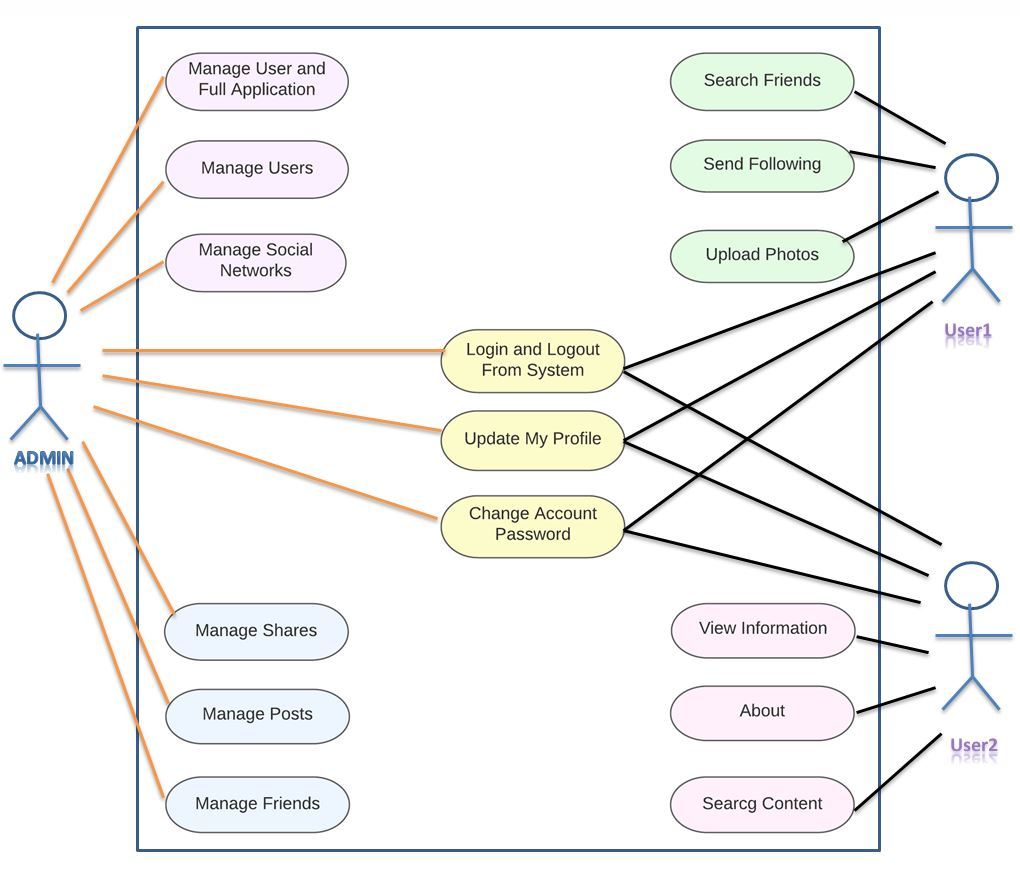 Manage User and
Full Application
Manage Users
Manage Social
Networks
ADMIN
Login and Logout
From System
Update My Profile
Change Account
Password
Manage Shares
Manage Posts
Manage Friends
Search Friends
Send Following
Upload Photos
User1
View Information
About
Searcg Content
User2